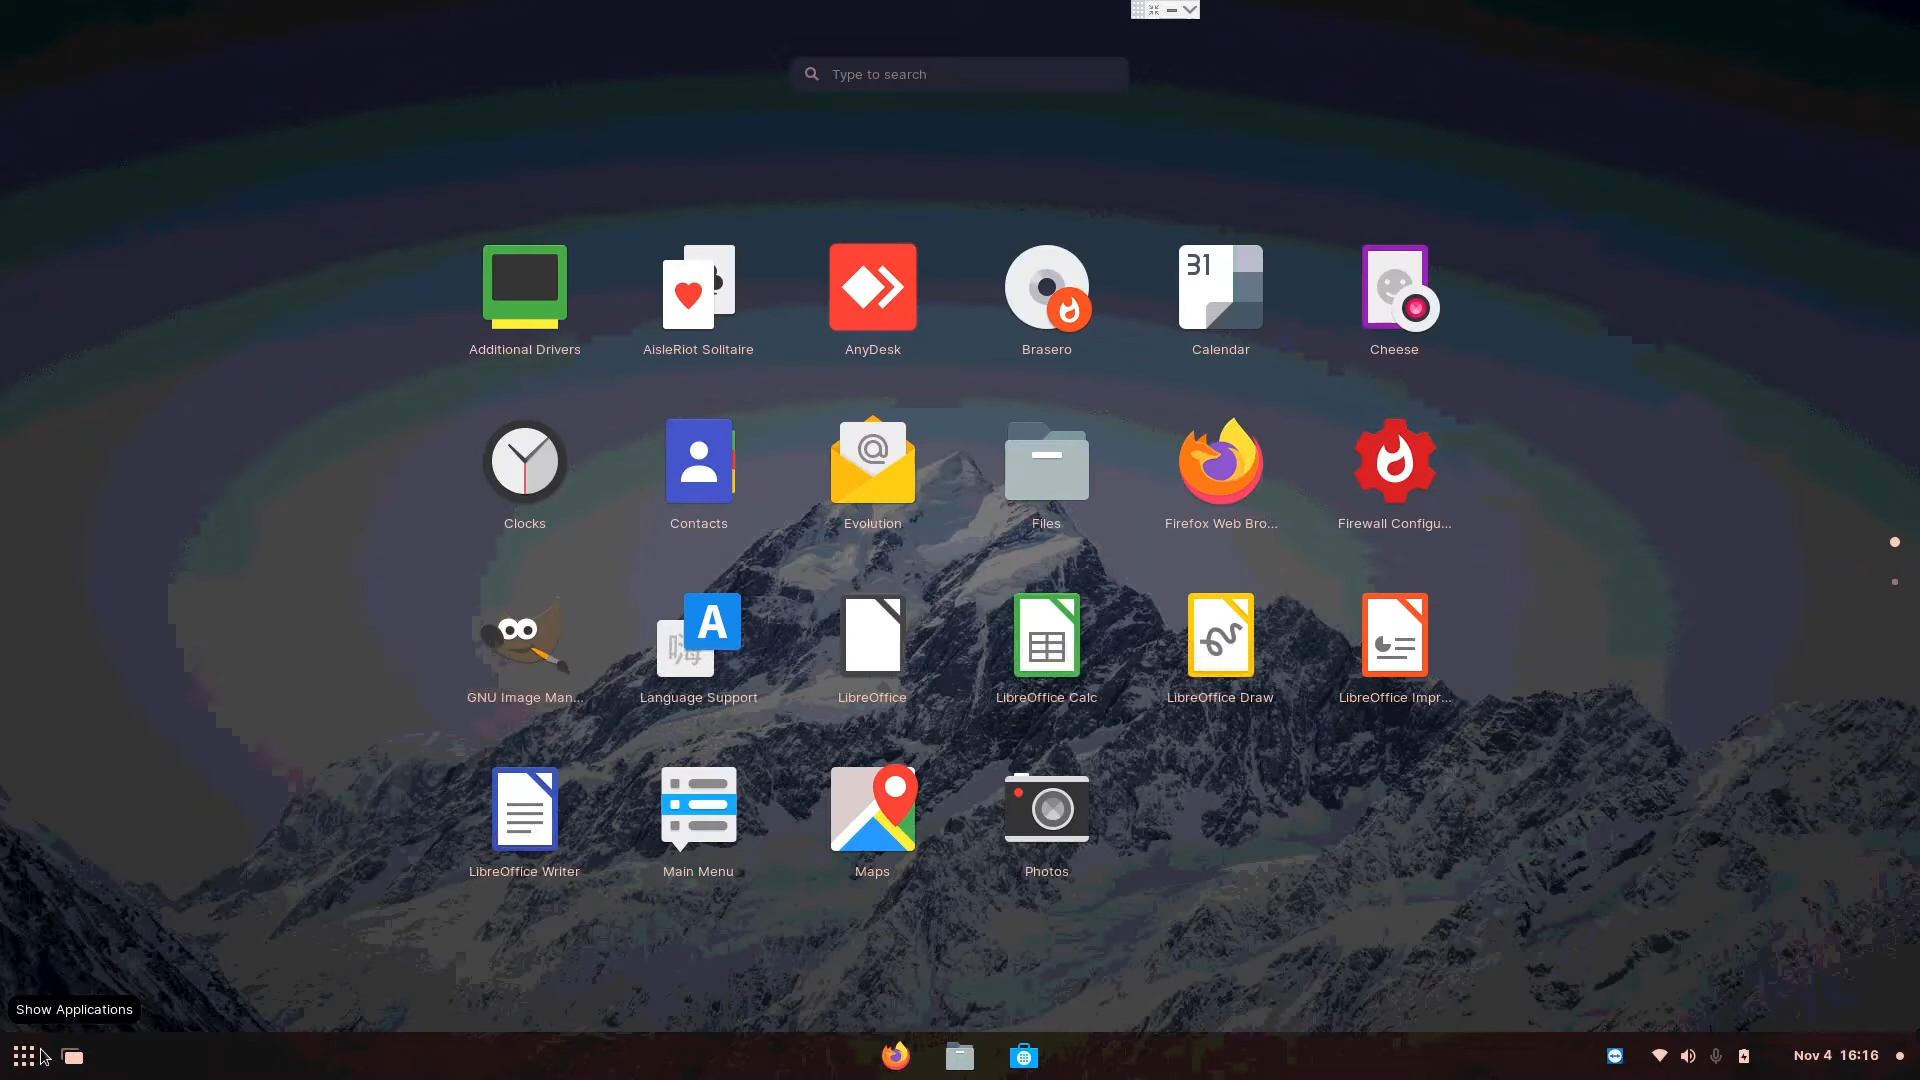 Type to search
31
Additional Drivers
AisleRiot Solitaire
AnyDesk
Brasero
Calendar
Cheese
@
Clocks
Contacts
Evolution
Files
Firefox Web Bro...
Firewall Configu...
A
嗨
GNU Image Man...
Language Support
LibreOffice
LibreOffice Calc
LibreOffice Draw
LibreOffice Impr...
LibreOffice Writer
Main Menu
Maps
Photos
Show Applications
Nov 4 16:16